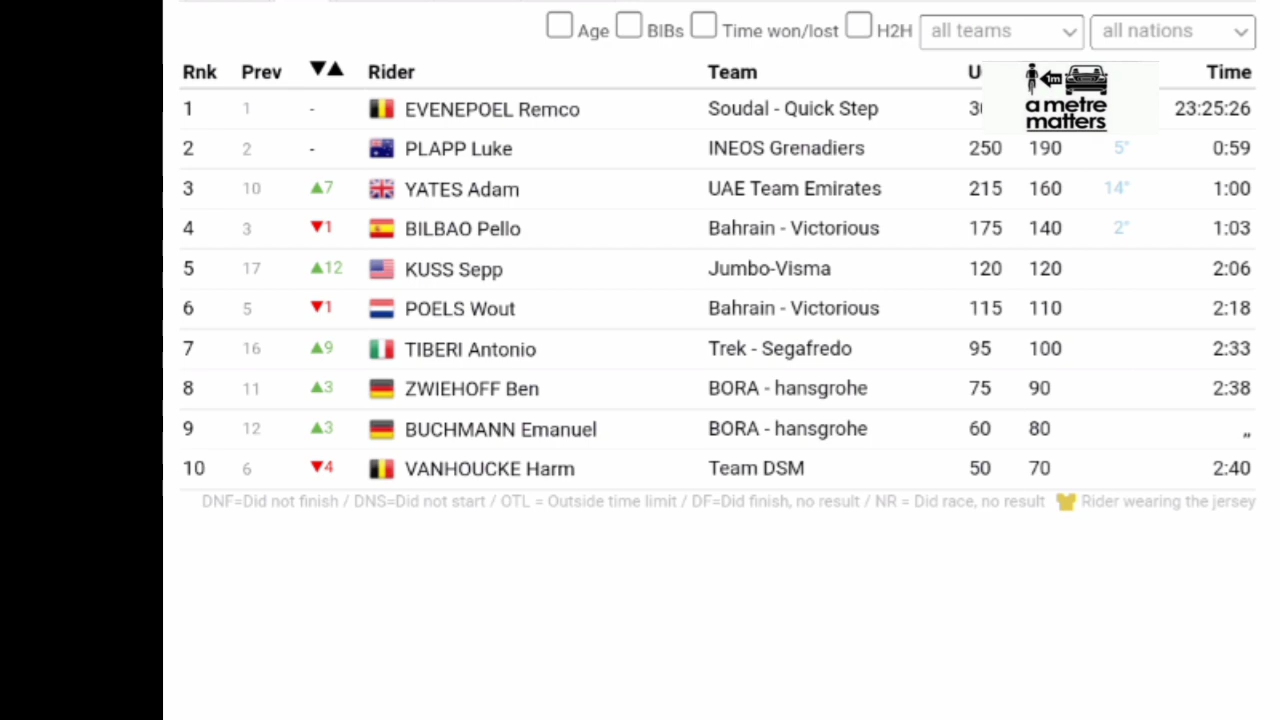 Age BIBs Time won/lost H2H all teams all nations
Rnk Prev ▼▲ Rider Team Time
1m
a metre
matters
1 1 - EVENEPOEL Remco Soudal - Quick Step 23:25:26
2 2 - PLAPP Luke INEOS Grenadiers 250 190 5" 0:59
3 10 ▲7 YATES Adam UAE Team Emirates 215 160 14" 1:00
4 3 ▼1 BILBAO Pello Bahrain - Victorious 175 140 2" 1:03
5 17 ▲12 KUSS Sepp Jumbo-Visma 120 120 2:06
6 5 ▼1 POELS Wout Bahrain - Victorious 115 110 2:18
7 16 ▲9 TIBERI Antonio Trek - Segafredo 95 100 2:33
8 11 ▲3 ZWIEHOFF Ben BORA - hansgrohe 75 90 2:38
9 12 ▲3 BUCHMANN Emanuel BORA - hansgrohe 60 80 ,,
10 6 ▼4 VANHOUCKE Harm Team DSM 50 70 2:40
DNF=Did not finish / DNS=Did not start / OTL = Outside time limit / DF=Did finish, no result / NR = Did race, no result Rider wearing the jersey